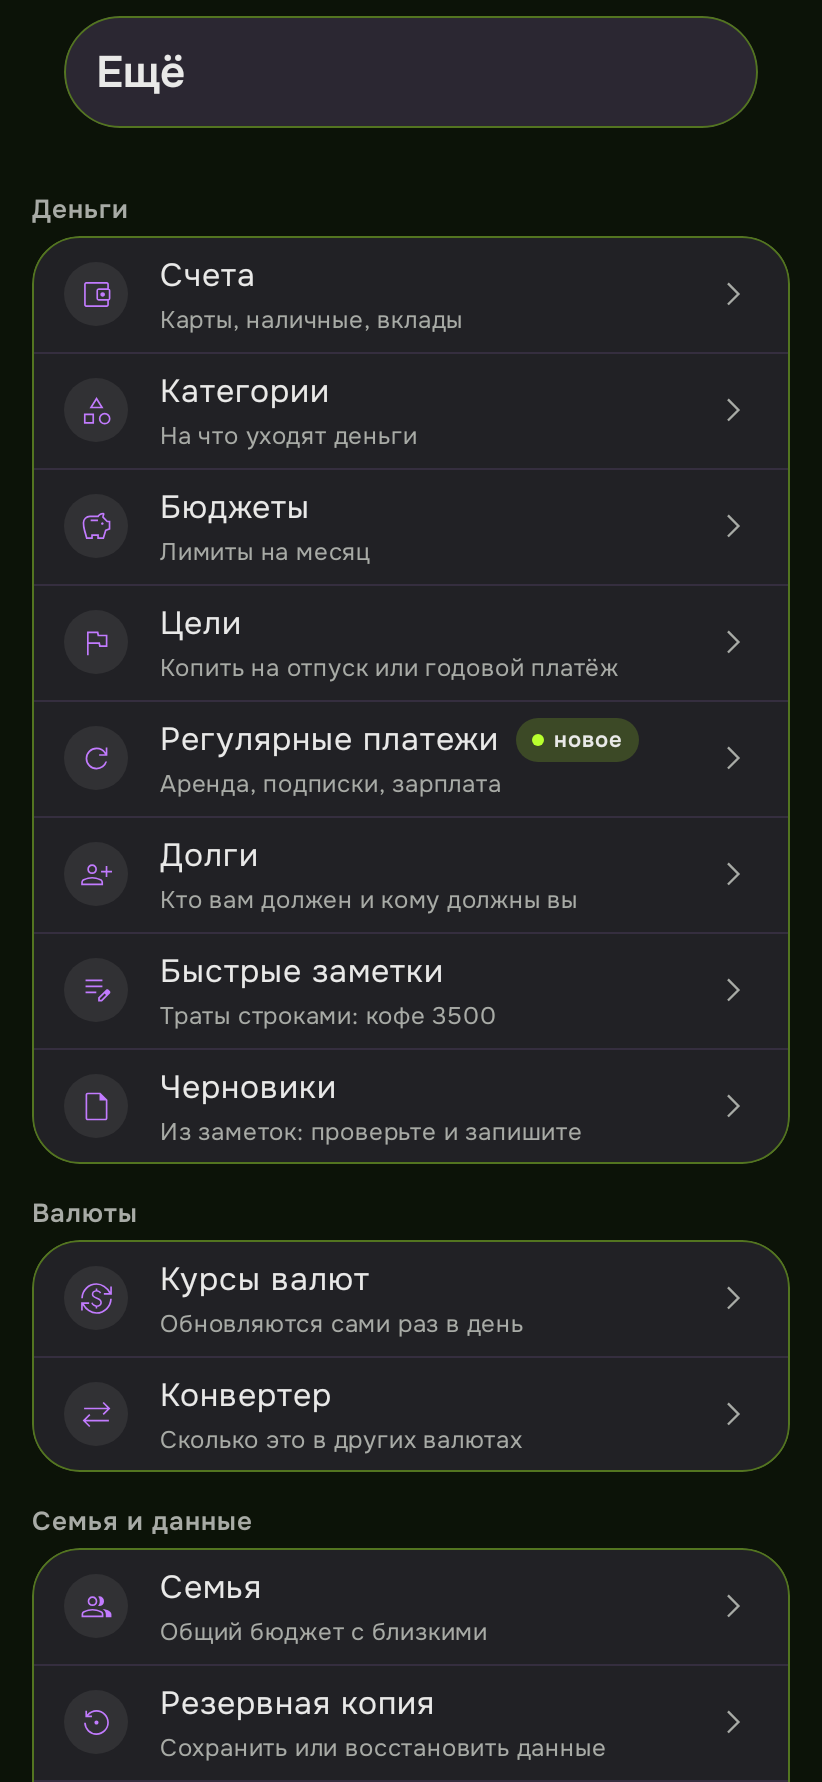 Ещё
Деньги
Счета
Карты, наличные, вклады
Категории
На что уходят деньги
Бюджеты
Лимиты на месяц
Цели
Копить на отпуск или годовой платёж
Регулярные платежи новое
Аренда, подписки, зарплата
Долги
Кто вам должен и кому должны вы
Быстрые заметки
Траты строками: кофе 3500
Черновики
Из заметок: проверьте и запишите
Валюты
Курсы валют
Обновляются сами раз в день
Конвертер
Сколько это в других валютах
Семья и данные
Семья
Общий бюджет с близкими
Резервная копия
Сохранить или восстановить данные